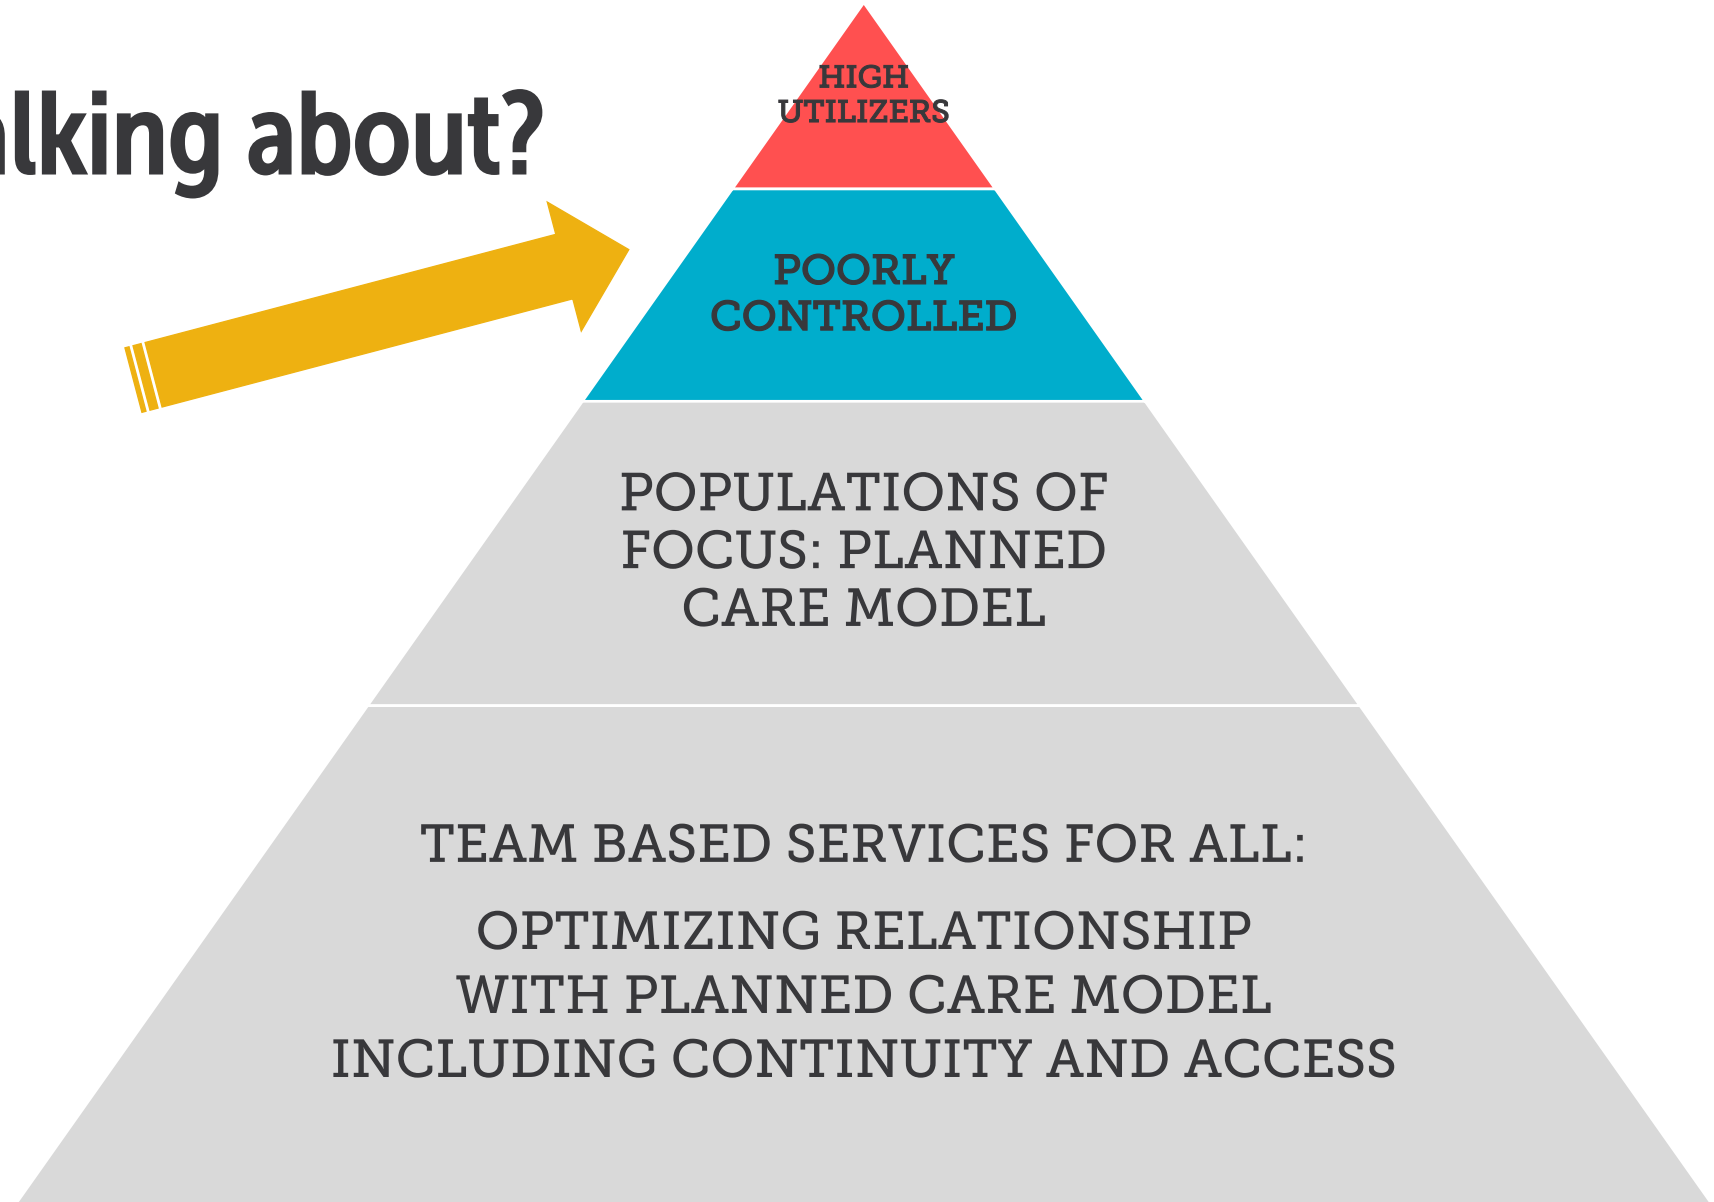 alking about?
HIGH
UTILIZERS
POORLY
CONTROLLED
POPULATIONS OF
FOCUS: PLANNED
CARE MODEL
TEAM BASED SERVICES FOR ALL:
OPTIMIZING RELATIONSHIP
WITH PLANNED CARE MODEL
INCLUDING CONTINUITY AND ACCESS